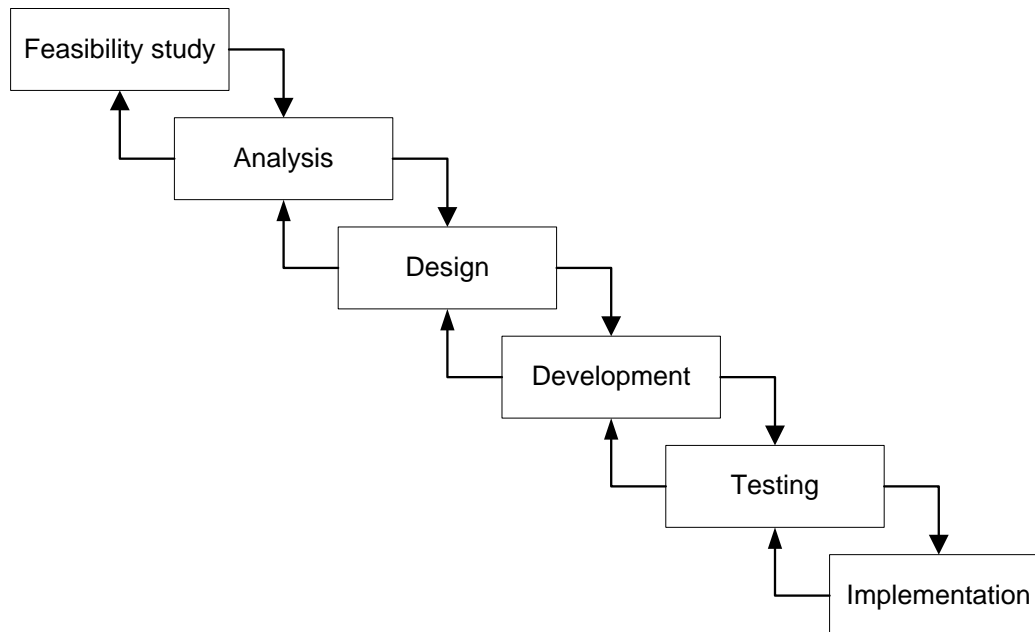 Feasibility study
Analysis
Design
Development
Testing
Implementation